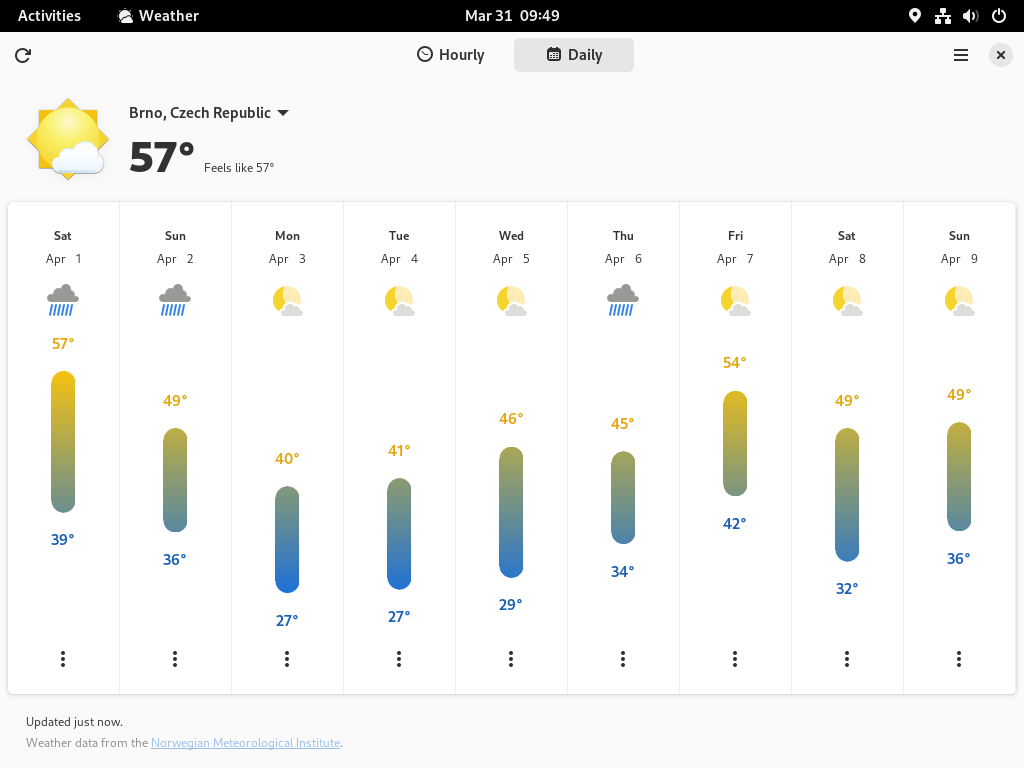 Activities Weather Mar 31 09:49
Hourly Daily
Brno, Czech Republic
57° Feels like 57°
Sat Sun Mon Tue Wed Thu Fri Sat Sun
Apr 1 Apr 2 Apr 3 Apr 4 Apr 5 Apr 6 Apr 7 Apr 8 Apr 9
57° 49° 40° 41° 46° 45° 54° 49° 49°
39° 36° 27° 27° 29° 34° 42° 32° 36°
Updated just now.
Weather data from the Norwegian Meteorological Institute.